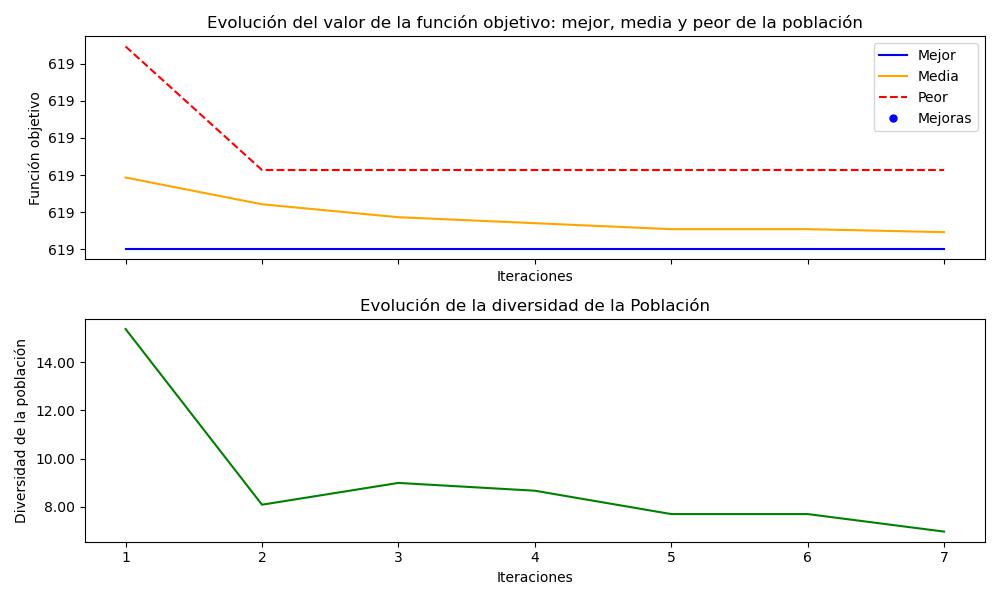 Evolución del valor de la función objetivo: mejor, media y peor de la población
Función objetivo
619
619
619
619
619
619
Mejor
Media
Peor
Mejoras
Iteraciones
Evolución de la diversidad de la Población
Diversidad de la población
14.00
12.00
10.00
8.00
1 2 3 4 5 6 7
Iteraciones